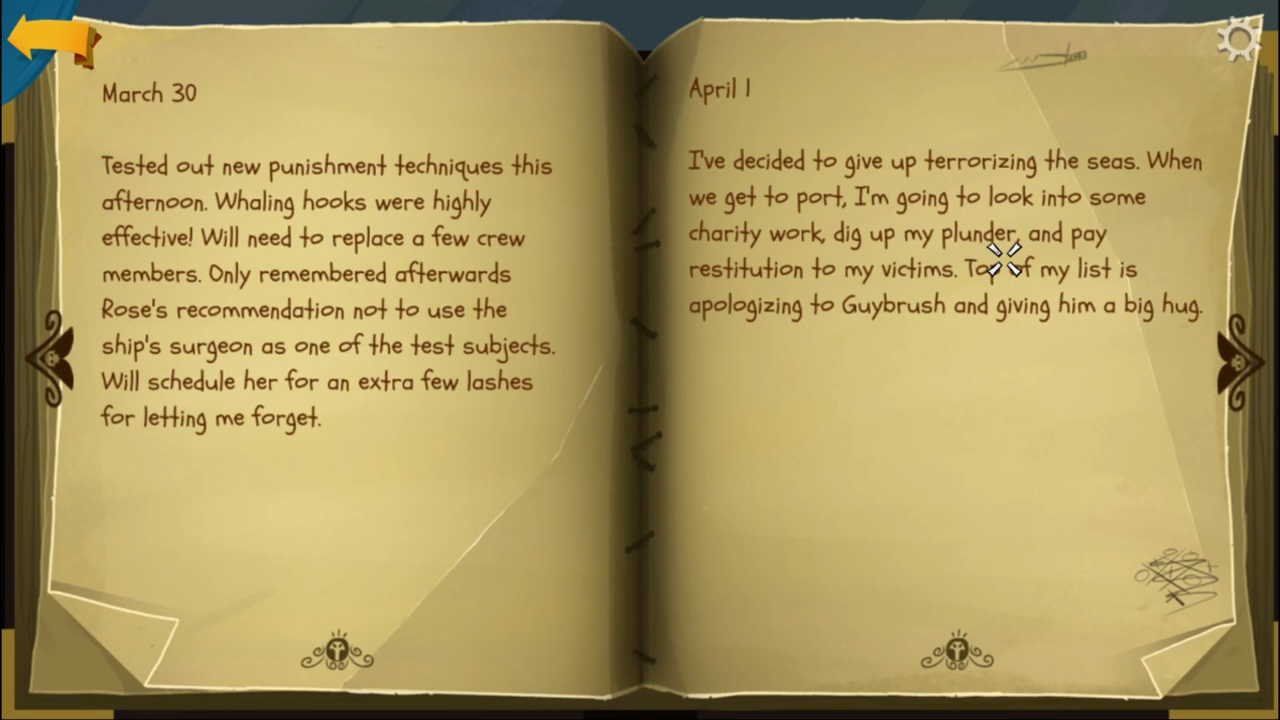 March 30
Tested out new punishment techniques this
afternoon. Whaling hooks were highly
effective! Will need to replace a few crew
members. Only remembered afterwards
Rose's recommendation not to use the
ship's surgeon as one of the test subjects.
Will schedule her for an extra few lashes
for letting me forget.
April 1
I've decided to give up terrorizing the seas. When
we get to port, I'm going to look into some
charity work, dig up my plunder, and pay
restitution to my victims. Top of my list is
apologizing to Guybrush and giving him a big hug.